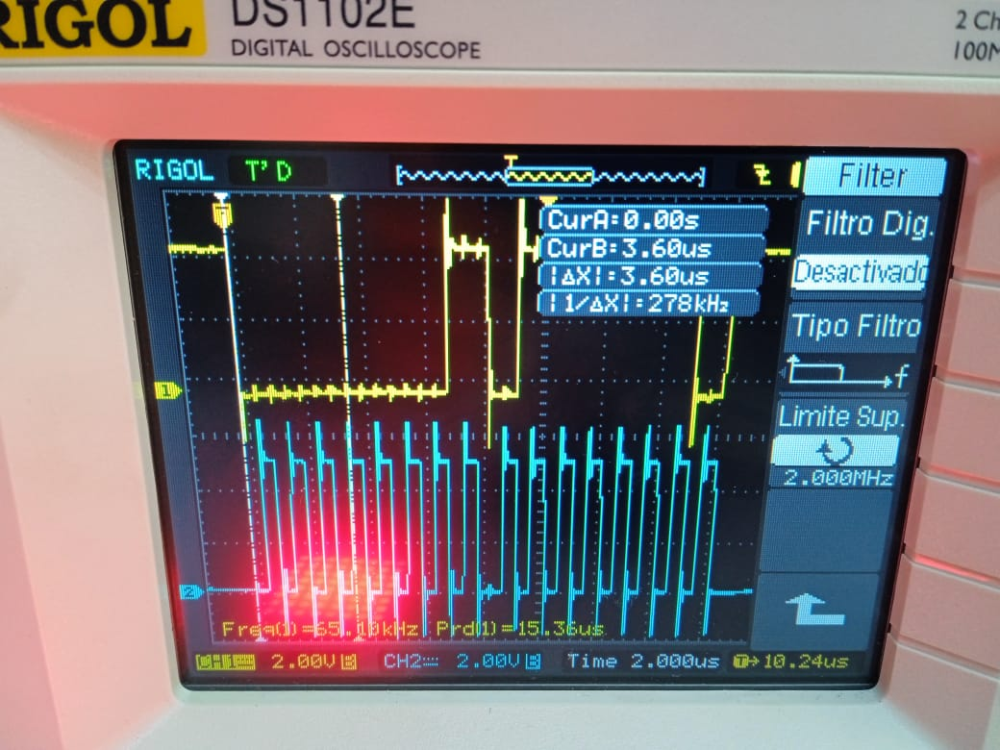 RIGOL
DS1102E
DIGITAL OSCILLOSCOPE
2 Ch
100M
RIGOL T'D
T
Filter
CurA:0.00s
CurB:3.60us
|ΔX|:3.60us
|1/ΔX|:278kHz
Filtro Dig.
Desactivado
Tipo Filtro
f
Limite Sup.
2.000MHz
1
2
Freq(1)=65.10kHz Prd(1)=15.36us
2.00V B CH2 2.00V B Time 2.000us T 10.24us